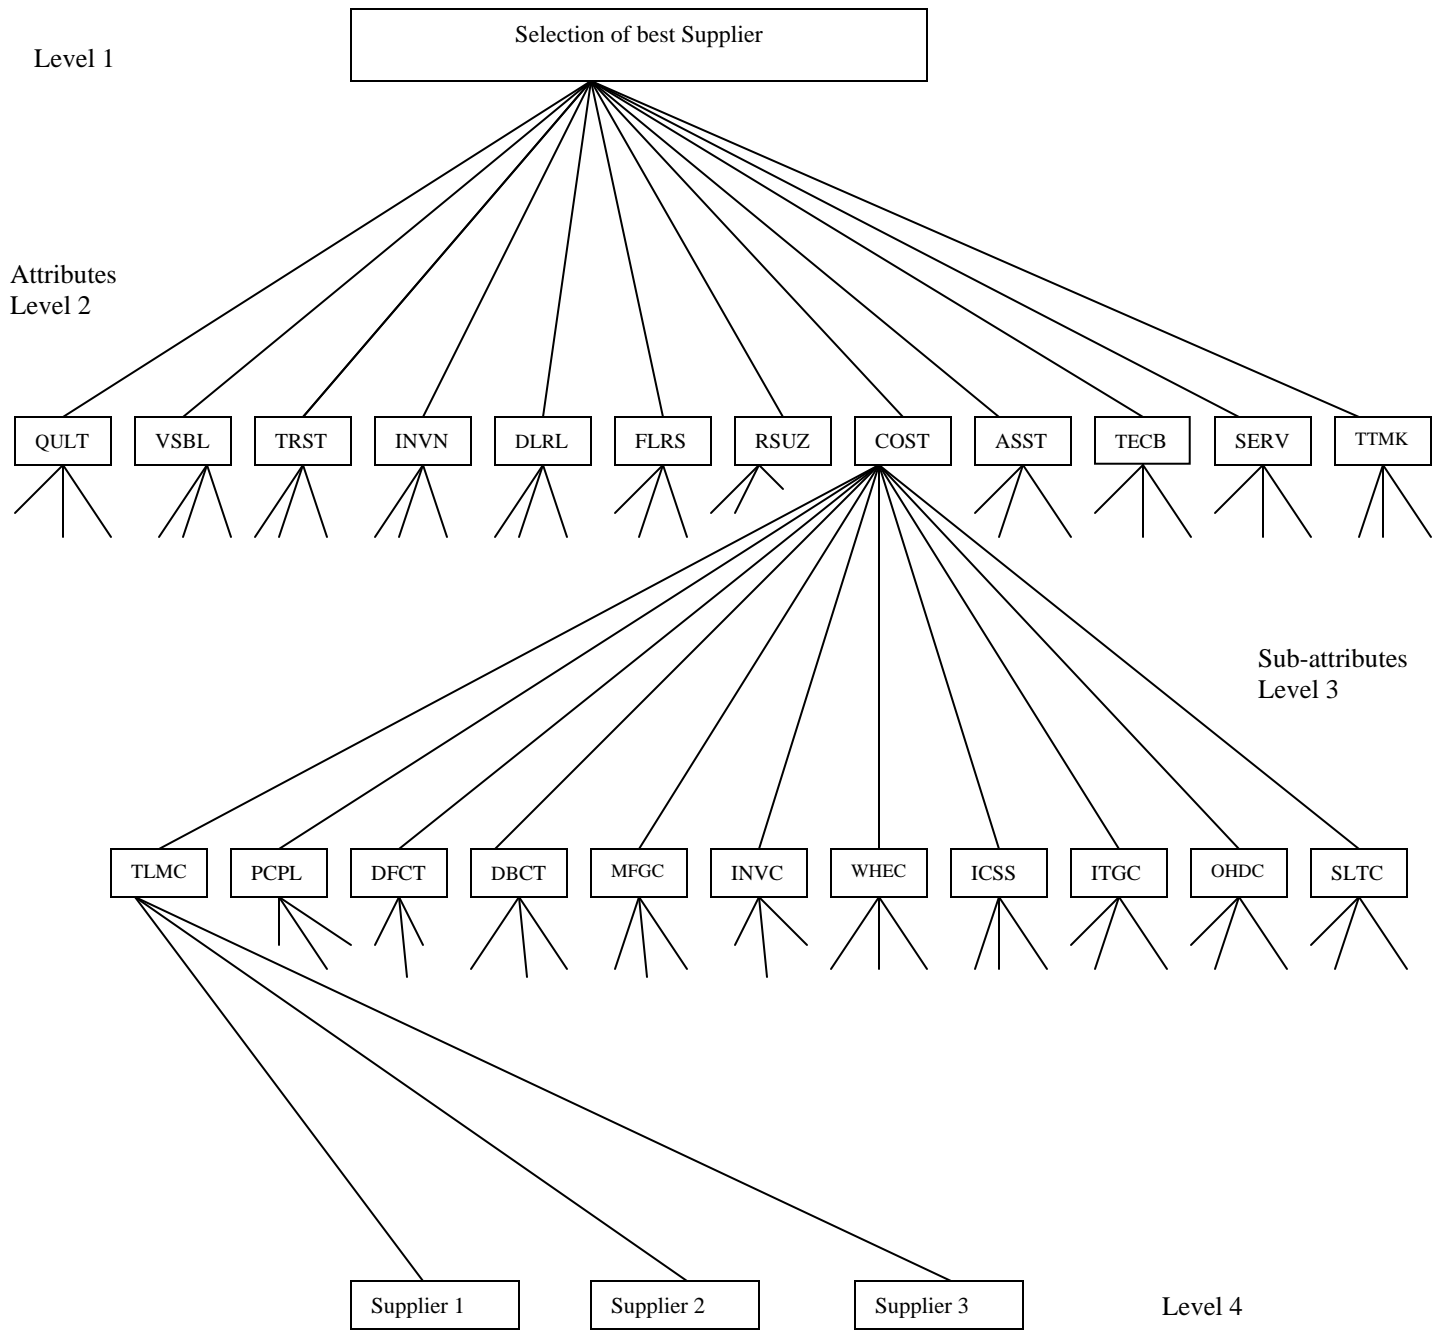 Selection of best Supplier
Level 1
Attributes
Level 2
QULT
VSBL
TRST
INVN
DLRL
FLRS
RSUZ
COST
ASST
TECB
SERV
TTMK
Sub-attributes
Level 3
TLMC
PCPL
DFCT
DBCT
MFGC
INVC
WHEC
ICSS
ITGC
OHDC
SLTC
Supplier 1
Supplier 2
Supplier 3
Level 4